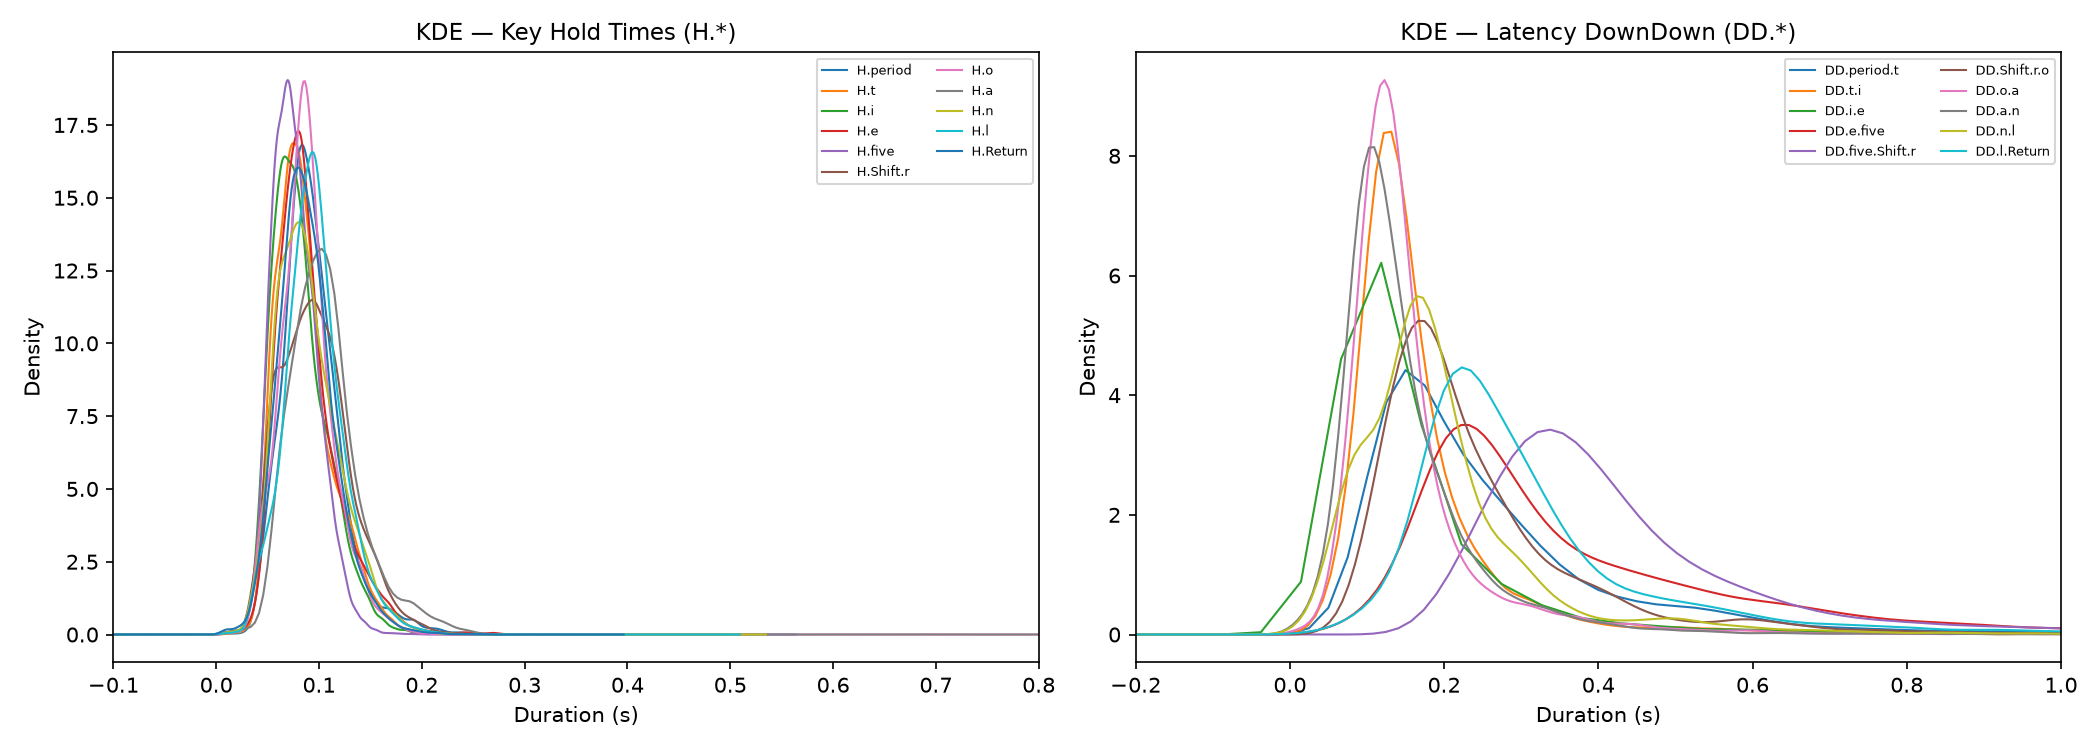 KDE — Key Hold Times (H.*)
Density
17.5
15.0
12.5
10.0
7.5
5.0
2.5
0.0
−0.1 0.0 0.1 0.2 0.3 0.4 0.5 0.6 0.7 0.8
Duration (s)
H.period
H.t
H.i
H.e
H.five
H.Shift.r
H.o
H.a
H.n
H.l
H.Return
KDE — Latency DownDown (DD.*)
Density
8
6
4
2
0
−0.2 0.0 0.2 0.4 0.6 0.8 1.0
Duration (s)
DD.period.t
DD.t.i
DD.i.e
DD.e.five
DD.five.Shift.r
DD.Shift.r.o
DD.o.a
DD.a.n
DD.n.l
DD.l.Return